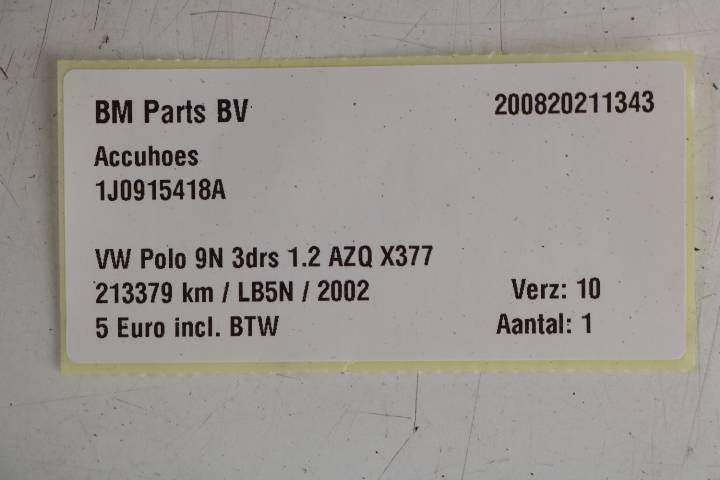 BM Parts BV 200820211343
Accuhoes
1J0915418A
VW Polo 9N 3drs 1.2 AZQ X377
213379 km / LB5N / 2002 Verz: 10
5 Euro incl. BTW Aantal: 1